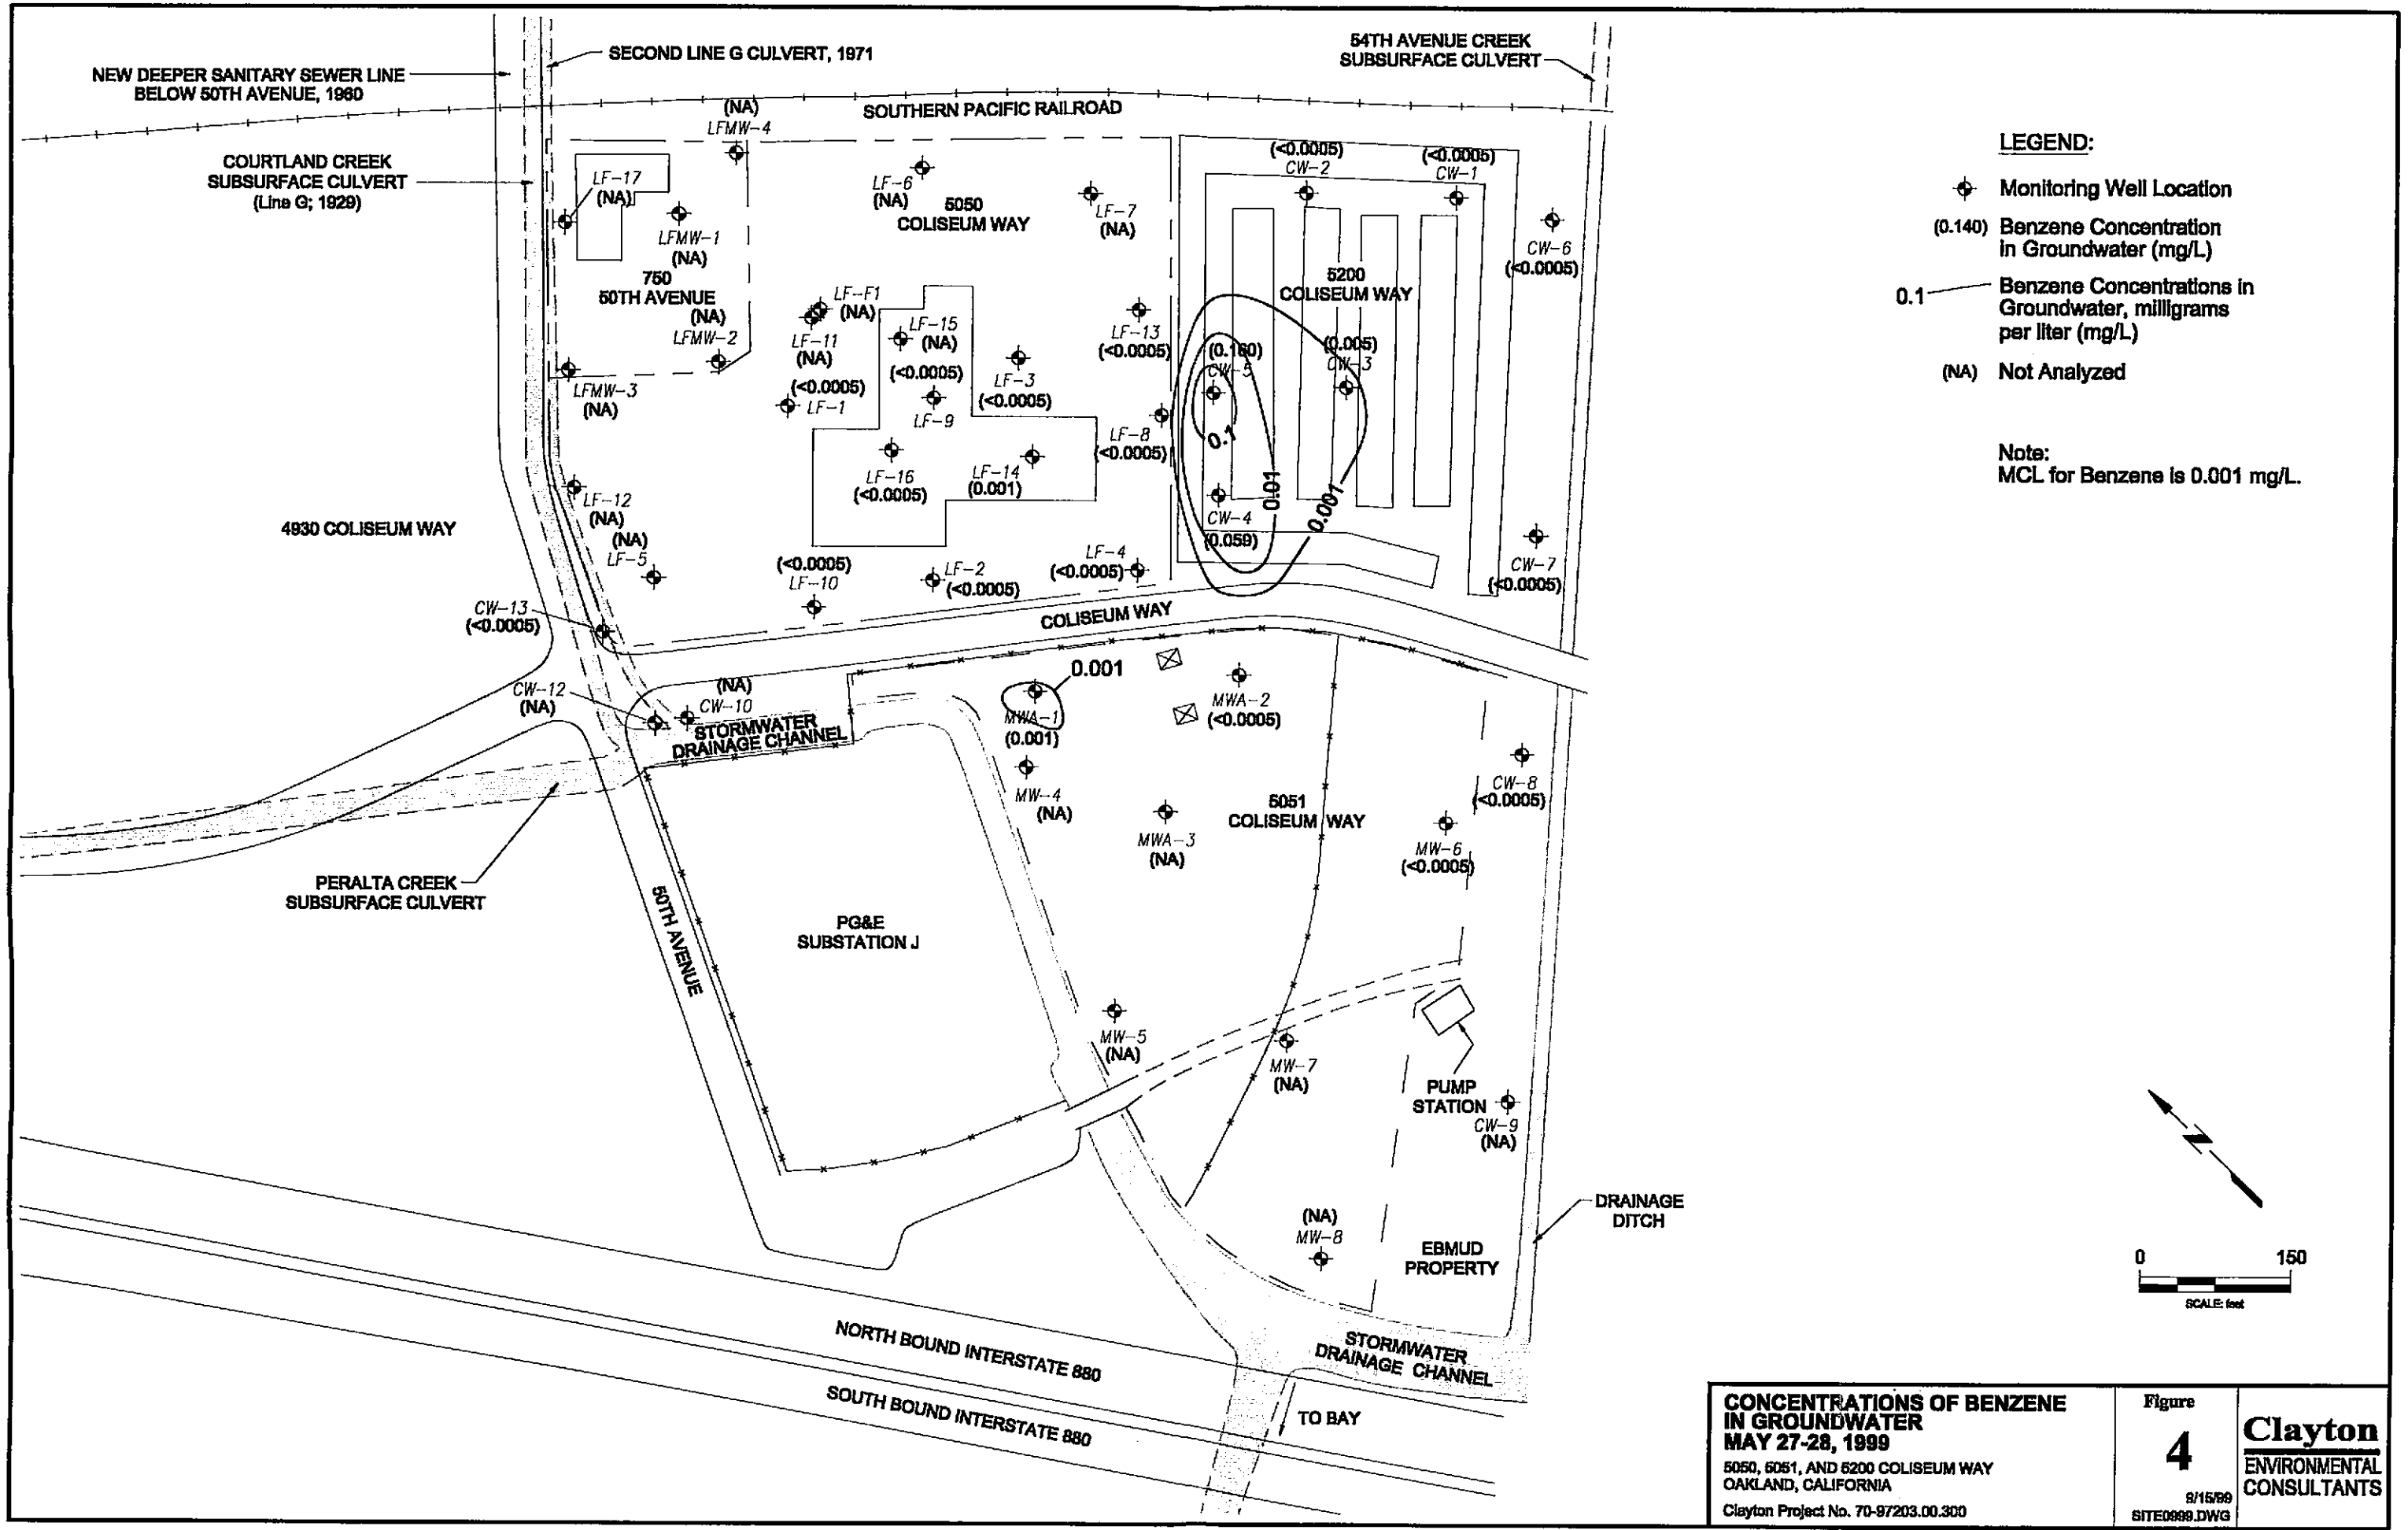 SECOND LINE G CULVERT, 1971
54TH AVENUE CREEK
SUBSURFACE CULVERT
NEW DEEPER SANITARY SEWER LINE
BELOW 50TH AVENUE, 1960
(NA)
LFMW-4
SOUTHERN PACIFIC RAILROAD
COURTLAND CREEK
SUBSURFACE CULVERT
(Line G; 1929)
LF-17
(NA)
LFMW-1
(NA)
750
50TH AVENUE
(NA)
LFMW-2
LFMW-3
(NA)
LF-6
(NA)
5050
COLISEUM WAY
LF-7
(NA)
LF-F1
(NA)
LF-11
(NA)
LF-15
(NA)
(<0.0005)
LF-1
(<0.0005)
LF-9
LF-3
(<0.0005)
LF-13
(<0.0005)
LF-8
(<0.0005)
LF-16
(<0.0005)
LF-14
(0.001)
LF-12
(NA)
(NA)
LF-5
(<0.0005)
LF-10
LF-2
(<0.0005)
LF-4
(<0.0005)
(<0.0005)
CW-2
(<0.0005)
CW-1
CW-6
(<0.0005)
5200
COLISEUM WAY
(0.160)
CW-5
(0.005)
CW-3
0.1
0.01
0.001
CW-4
(0.059)
CW-7
(<0.0005)
4930 COLISEUM WAY
CW-13
(<0.0005)
COLISEUM WAY
CW-12
(NA)
(NA)
CW-10
STORMWATER
DRAINAGE CHANNEL
0.001
MWA-1
(0.001)
MW-4
(NA)
MWA-2
(<0.0005)
MWA-3
(NA)
5051
COLISEUM WAY
CW-8
(<0.0005)
MW-6
(<0.0005)
PERALTA CREEK
SUBSURFACE CULVERT
50TH AVENUE
PG&E
SUBSTATION J
MW-5
(NA)
MW-7
(NA)
PUMP
STATION
CW-9
(NA)
(NA)
MW-8
EBMUD
PROPERTY
DRAINAGE
DITCH
STORMWATER
DRAINAGE CHANNEL
NORTH BOUND INTERSTATE 880
SOUTH BOUND INTERSTATE 880
TO BAY
LEGEND:
Monitoring Well Location
(0.140) Benzene Concentration
in Groundwater (mg/L)
0.1 Benzene Concentrations in
Groundwater, milligrams
per liter (mg/L)
(NA) Not Analyzed
Note:
MCL for Benzene is 0.001 mg/L.
0 150
SCALE: feet
CONCENTRATIONS OF BENZENE
IN GROUNDWATER
MAY 27-28, 1999
5050, 5051, AND 5200 COLISEUM WAY
OAKLAND, CALIFORNIA
Clayton Project No. 70-97203.00.300
Figure
4
9/15/99
SITE0999.DWG
Clayton
ENVIRONMENTAL
CONSULTANTS